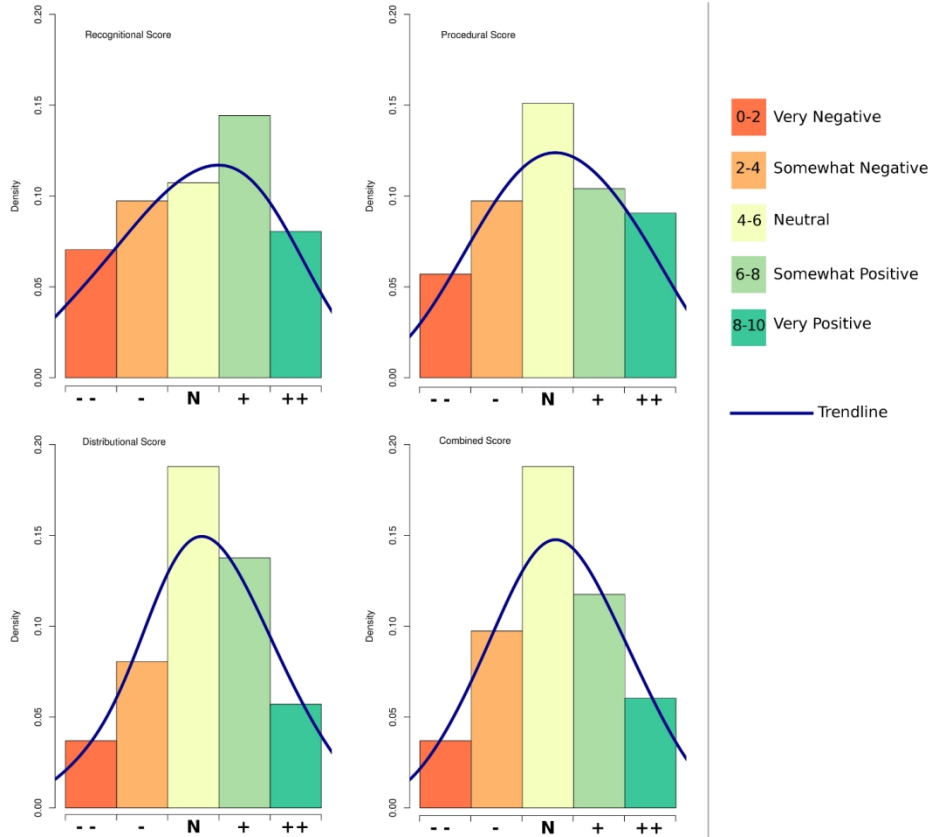 Recognitional Score
Density
0.20
0.15
0.10
0.05
0.00
- - - N + ++
Procedural Score
Density
0.20
0.15
0.10
0.05
0.00
- - - N + ++
0-2 Very Negative
2-4 Somewhat Negative
4-6 Neutral
6-8 Somewhat Positive
8-10 Very Positive
Trendline
Distributional Score
Density
0.20
0.15
0.10
0.05
0.00
- - - N + ++
Combined Score
Density
0.20
0.15
0.10
0.05
0.00
- - - N + ++